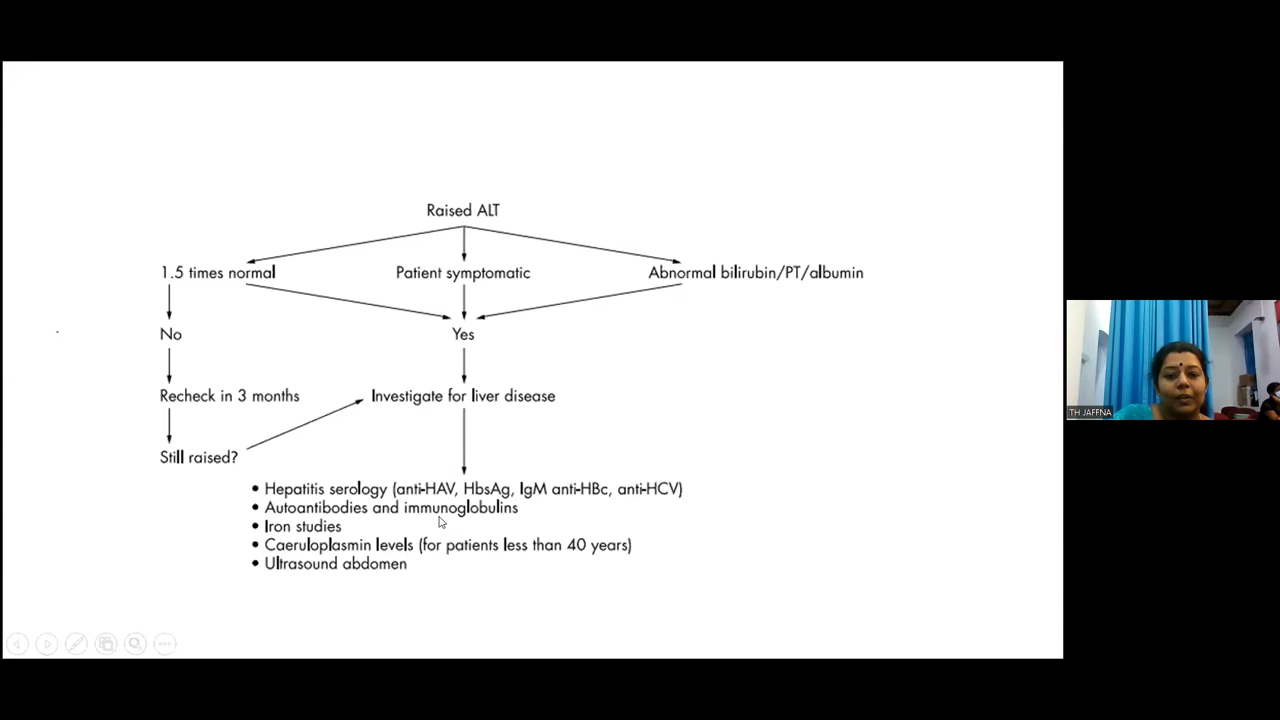 Raised ALT
1.5 times normal
Patient symptomatic
Abnormal bilirubin/PT/albumin
No
Yes
Recheck in 3 months
Investigate for liver disease
Still raised?
• Hepatitis serology (anti-HAV, HbsAg, IgM anti-HBc, anti-HCV)
• Autoantibodies and immunoglobulins
• Iron studies
• Caeruloplasmin levels (for patients less than 40 years)
• Ultrasound abdomen
TH JAFFNA